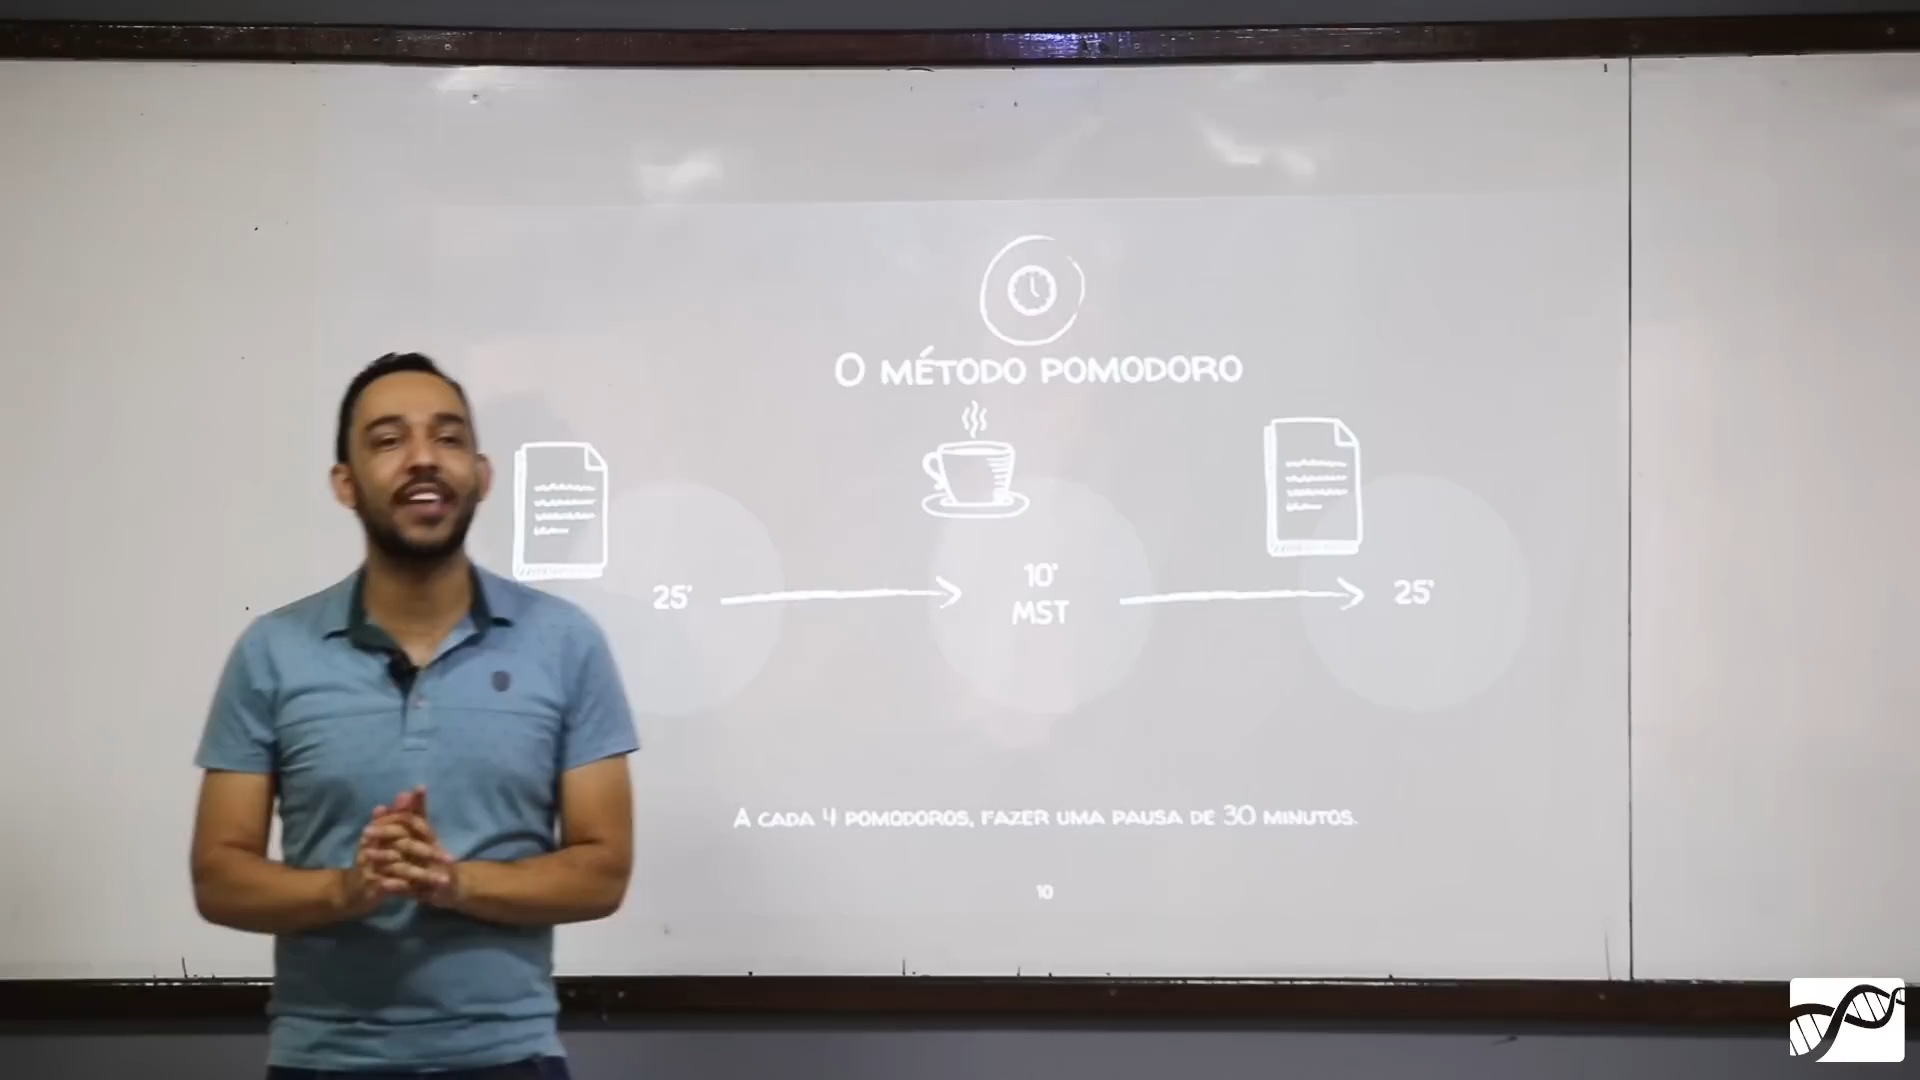 O MÉTODO POMODORO
25'
10'
MST
25'
A CADA 4 POMODOROS, FAZER UMA PAUSA DE 30 MINUTOS.
10